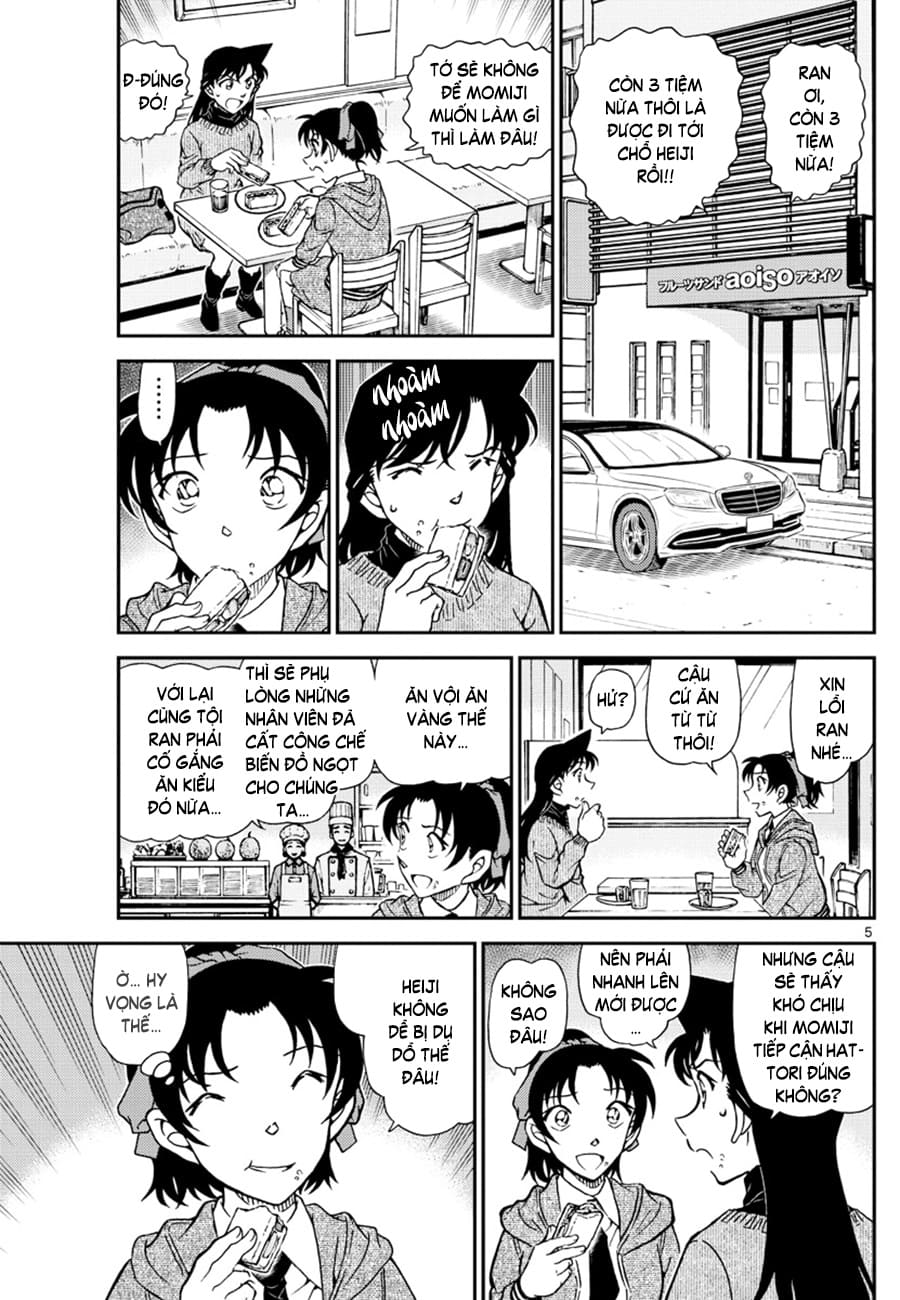 RAN
ƠI,
CÒN 3
TIỆM
NỮA!
CÒN 3 TIỆM
NỮA THÔI LÀ
ĐƯỢC ĐI TỚI
CHỖ HEIJI
RỒI!!
フルーツサンド aoiso アオイソ
TỚ SẼ KHÔNG
ĐỂ MOMIJI
MUỐN LÀM GÌ
THÌ LÀM ĐÂU!
Đ-ĐÚNG
ĐÓ!
nhoàm
nhoàm
......
XIN
LỖI
RAN
NHÉ...
CẬU
CỨ ĂN
TỪ TỪ
THÔI!
HỬ?
ĂN VỘI ĂN
VÀNG THẾ
NÀY...
THÌ SẼ PHỤ
LÒNG NHỮNG
NHÂN VIÊN ĐÃ
CẤT CÔNG CHẾ
BIẾN ĐỒ NGỌT
CHO CHÚNG
TA...
VỚI LẠI
CŨNG TỘI
RAN PHẢI
CỐ GẮNG
ĂN KIỂU
ĐÓ NỮA...
5
NHƯNG CẬU
SẼ THẤY
KHÓ CHỊU
KHI MOMIJI
TIẾP CẬN HAT-
TORI ĐÚNG
KHÔNG?
NÊN PHẢI
NHANH LÊN
MỚI ĐƯỢC
...
KHÔNG
SAO
ĐÂU!
HEIJI
KHÔNG
DỄ BỊ DỤ
DỖ THẾ
ĐÂU!
Ờ... HY
VỌNG LÀ
THẾ...